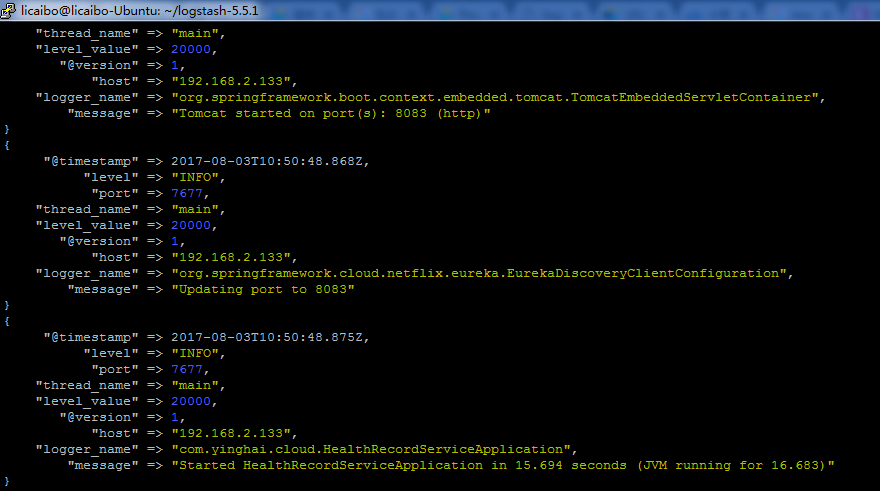 licaibo@licaibo-Ubuntu: ~/logstash-5.5.1
"thread_name" => "main",
"level_value" => 20000,
"@version" => 1,
"host" => "192.168.2.133",
"logger_name" => "org.springframework.boot.context.embedded.tomcat.TomcatEmbeddedServletContainer",
"message" => "Tomcat started on port(s): 8083 (http)"
}
{
"@timestamp" => 2017-08-03T10:50:48.868Z,
"level" => "INFO",
"port" => 7677,
"thread_name" => "main",
"level_value" => 20000,
"@version" => 1,
"host" => "192.168.2.133",
"logger_name" => "org.springframework.cloud.netflix.eureka.EurekaDiscoveryClientConfiguration",
"message" => "Updating port to 8083"
}
{
"@timestamp" => 2017-08-03T10:50:48.875Z,
"level" => "INFO",
"port" => 7677,
"thread_name" => "main",
"level_value" => 20000,
"@version" => 1,
"host" => "192.168.2.133",
"logger_name" => "com.yinghai.cloud.HealthRecordServiceApplication",
"message" => "Started HealthRecordServiceApplication in 15.694 seconds (JVM running for 16.683)"
}